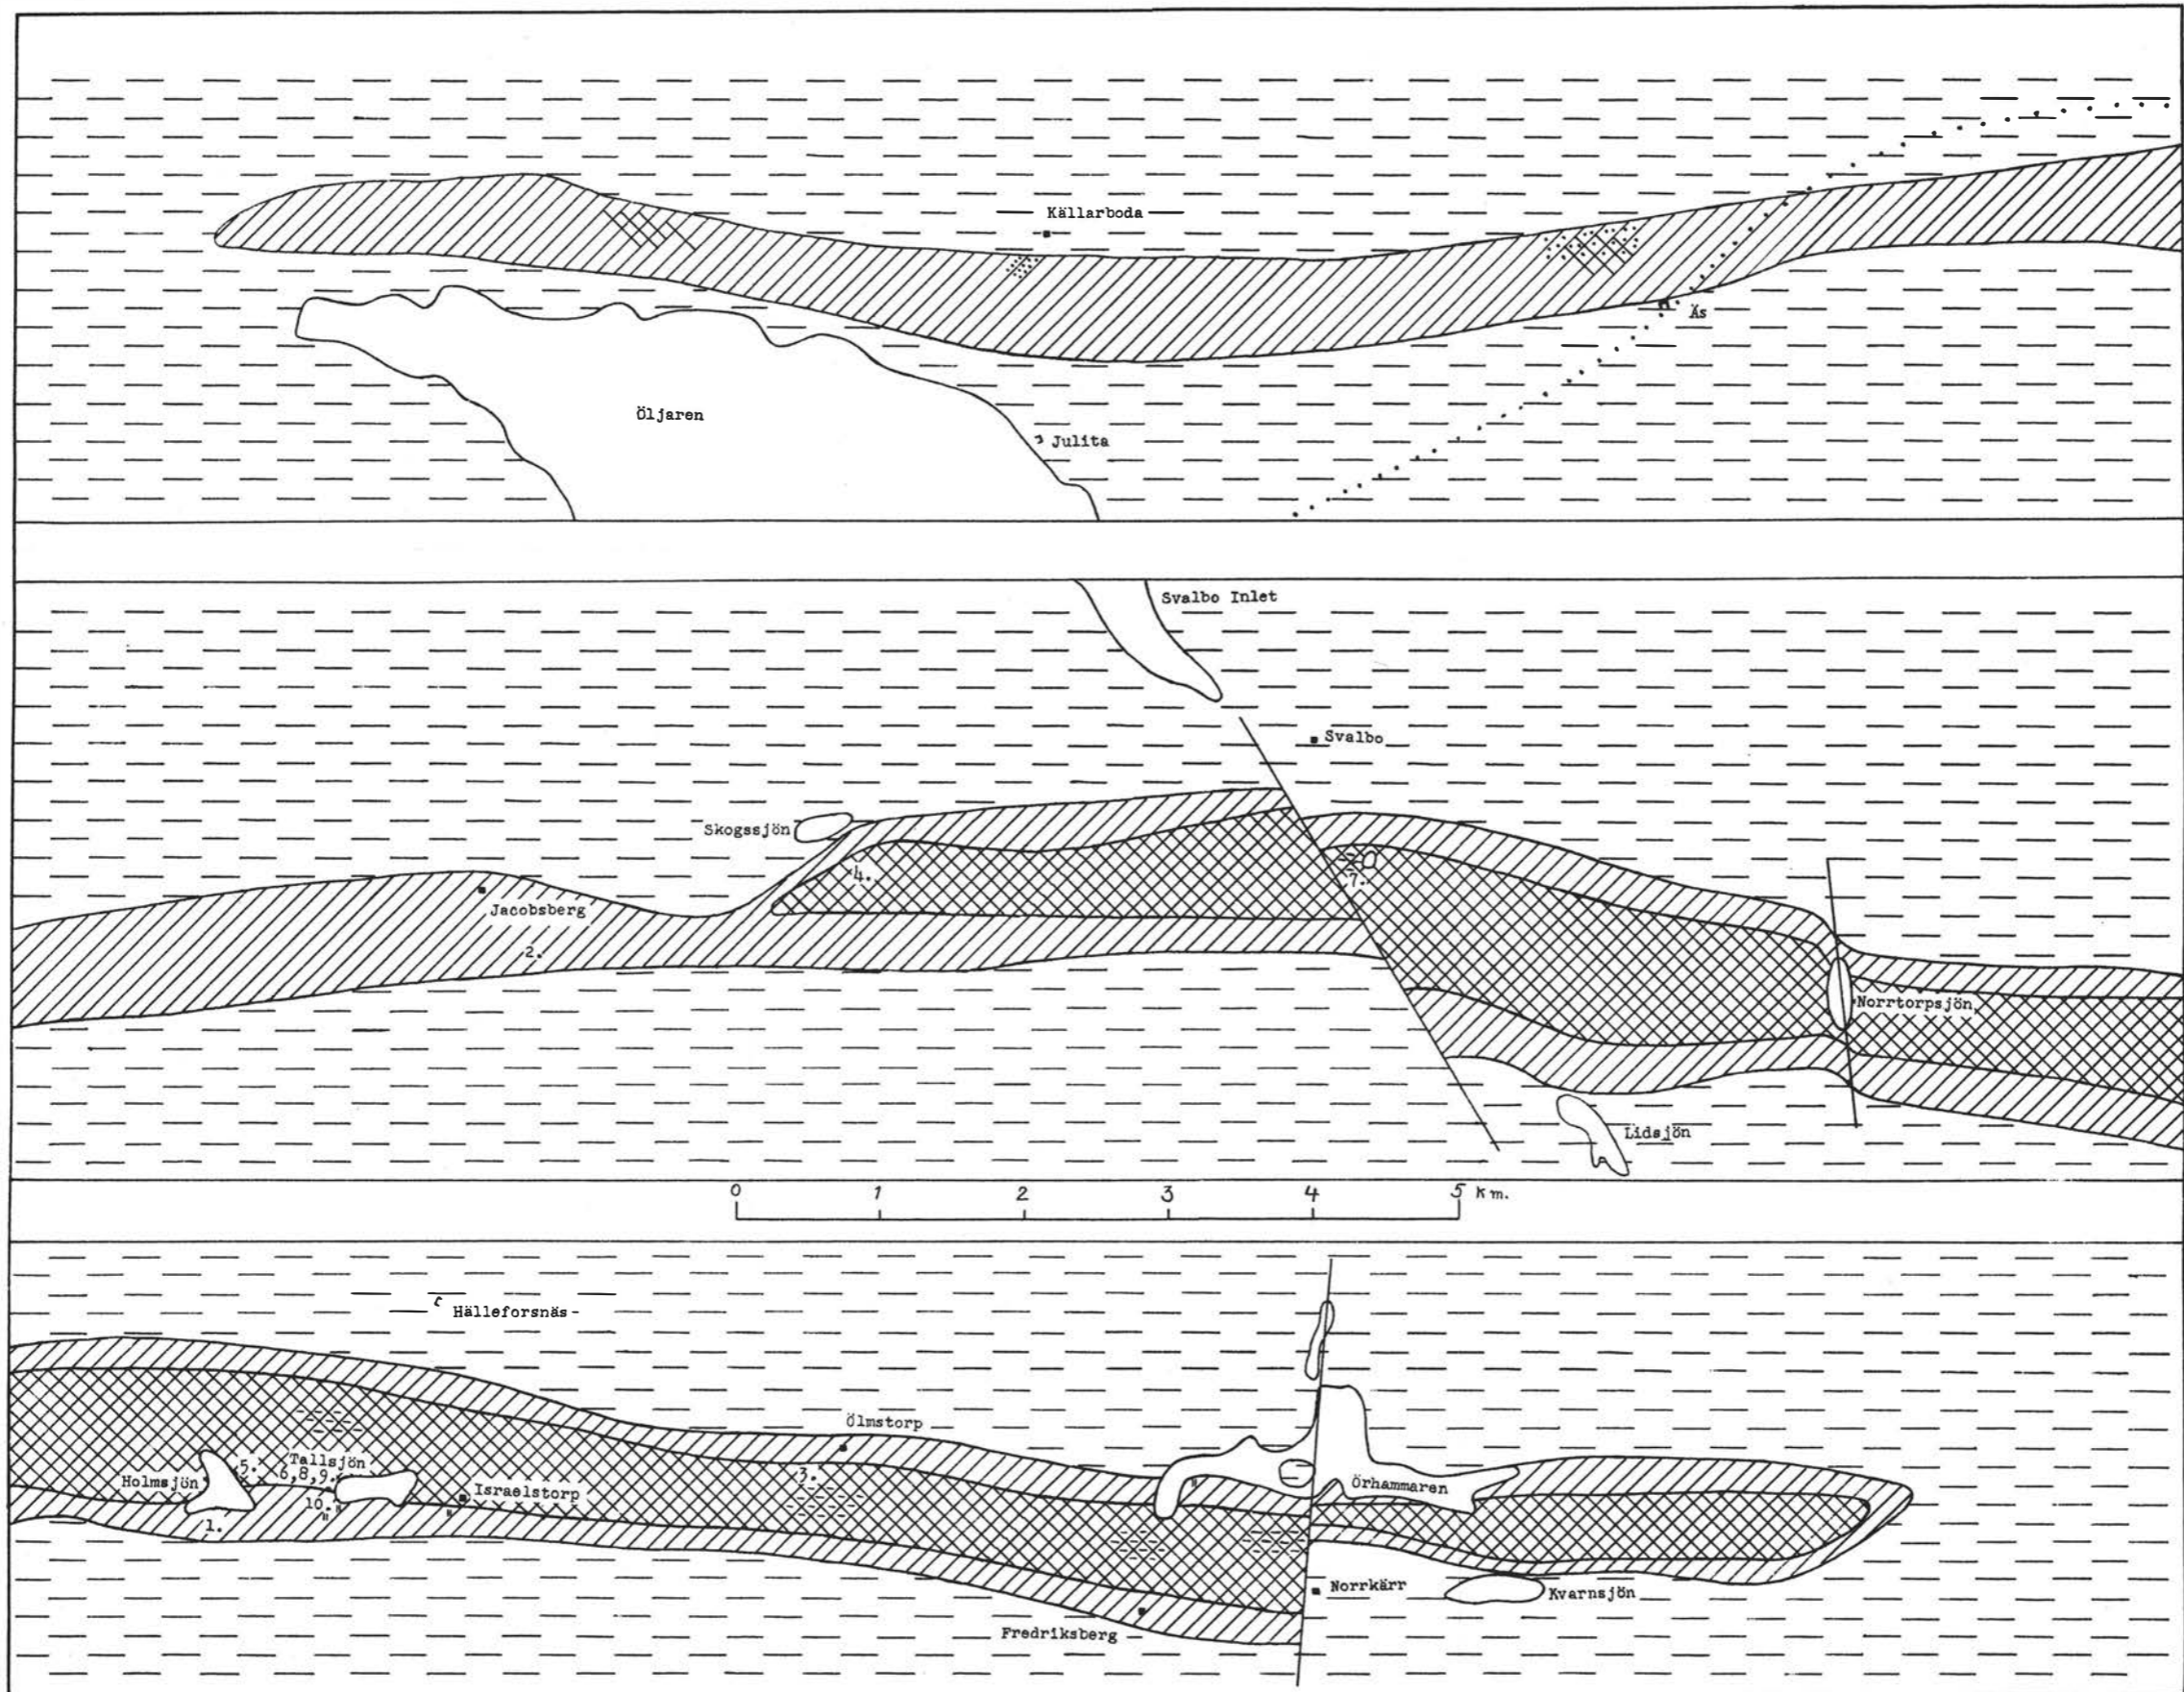 Källarboda
Äs
Öljaren
Julita
Svalbo Inlet
Svalbo
Skogssjön
4.
7.
Jacobsberg
2.
Norrtorpsjön
Lidsjön
0 1 2 3 4 5 km.
Hälleforsnäs
Ölmstorp
Tallsjön
5.
6,8,9.
3.
Holmsjön
Israelstorp
Örhammaren
10.
1.
Norrkärr
Kvarnsjön
Fredriksberg